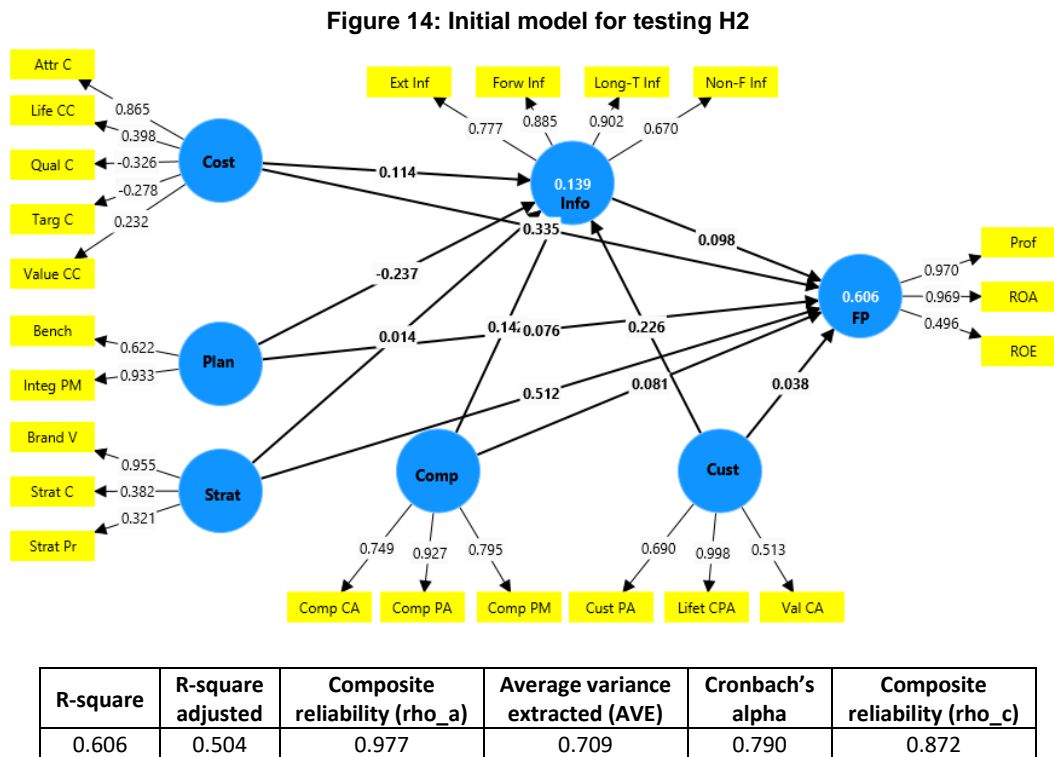 Figure 14: Initial model for testing H2
Attr C
Life CC
Qual C
Targ C
Value CC
0.865
0.398
-0.326
-0.278
0.232
Cost
Ext Inf
Forw Inf
Long-T Inf
Non-F Inf
0.777
0.885
0.902
0.670
0.139
Info
0.114
0.335
0.098
-0.237
0.014
0.076
0.226
0.512
0.081
0.038
Bench
Integ PM
0.622
0.933
Plan
Brand V
Strat C
Strat Pr
0.955
0.382
0.321
Strat
Comp
0.749
0.927
0.795
Comp CA
Comp PA
Comp PM
Cust
0.690
0.998
0.513
Cust PA
Lifet CPA
Val CA
0.606
FP
0.970
0.969
0.496
Prof
ROA
ROE
R-square
R-square adjusted
Composite reliability (rho_a)
Average variance extracted (AVE)
Cronbach's alpha
Composite reliability (rho_c)
0.606
0.504
0.977
0.709
0.790
0.872